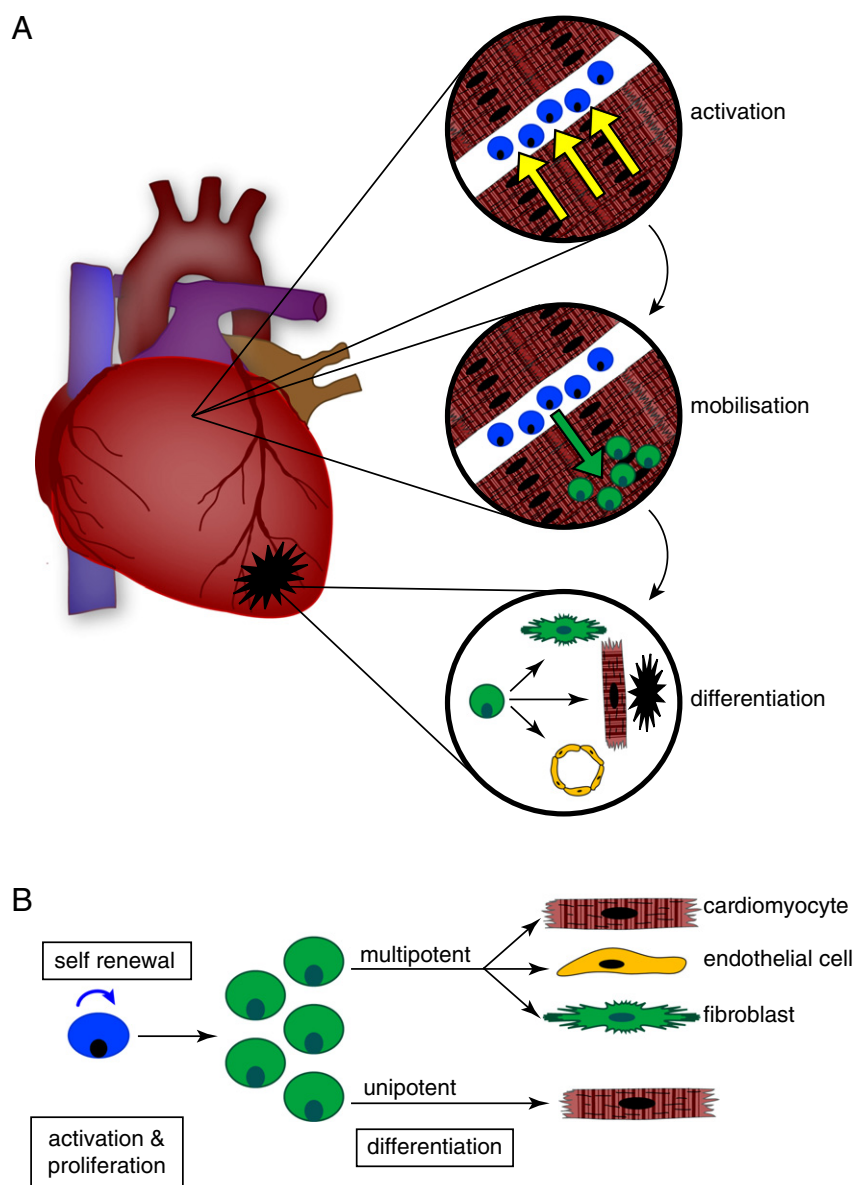 A
activation
mobilisation
differentiation
B
self renewal
activation &
proliferation
multipotent
unipotent
differentiation
cardiomyocyte
endothelial cell
fibroblast